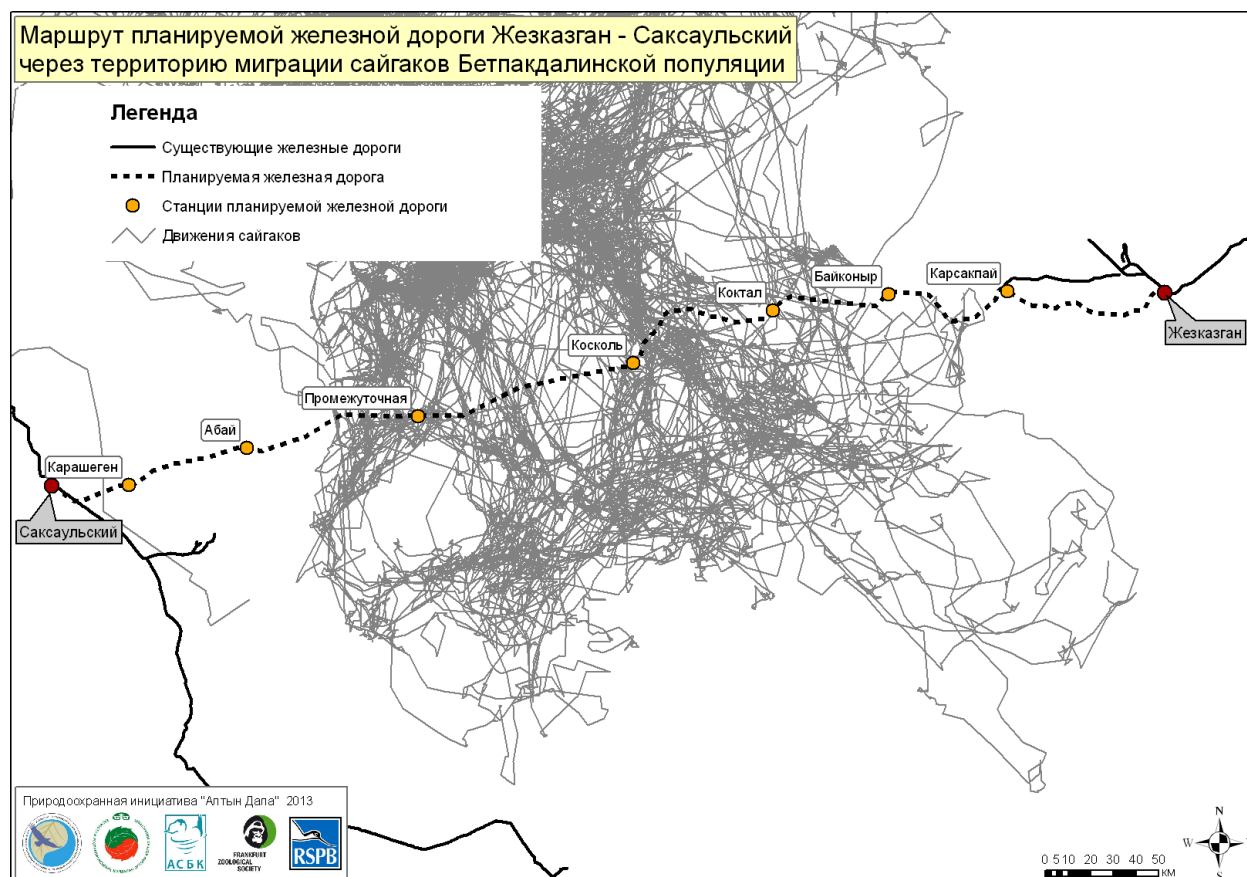 Маршрут планируемой железной дороги Жезказган - Саксаульский
через территорию миграции сайгаков Бетпакдалинской популяции
Легенда
Существующие железные дороги
Планируемая железная дорога
Станции планируемой железной дороги
Движения сайгаков
Байконыр
Карсакпай
Коктал
Жезказган
Косколь
Промежуточная
Абай
Карашеген
Саксаульский
Природоохранная инициатива "Алтын Дала" 2013
АСБК
FRANKFURT
ZOOLOGICAL
SOCIETY
RSPB
N
W
E
S
0 5 10 20 30 40 50
КМ